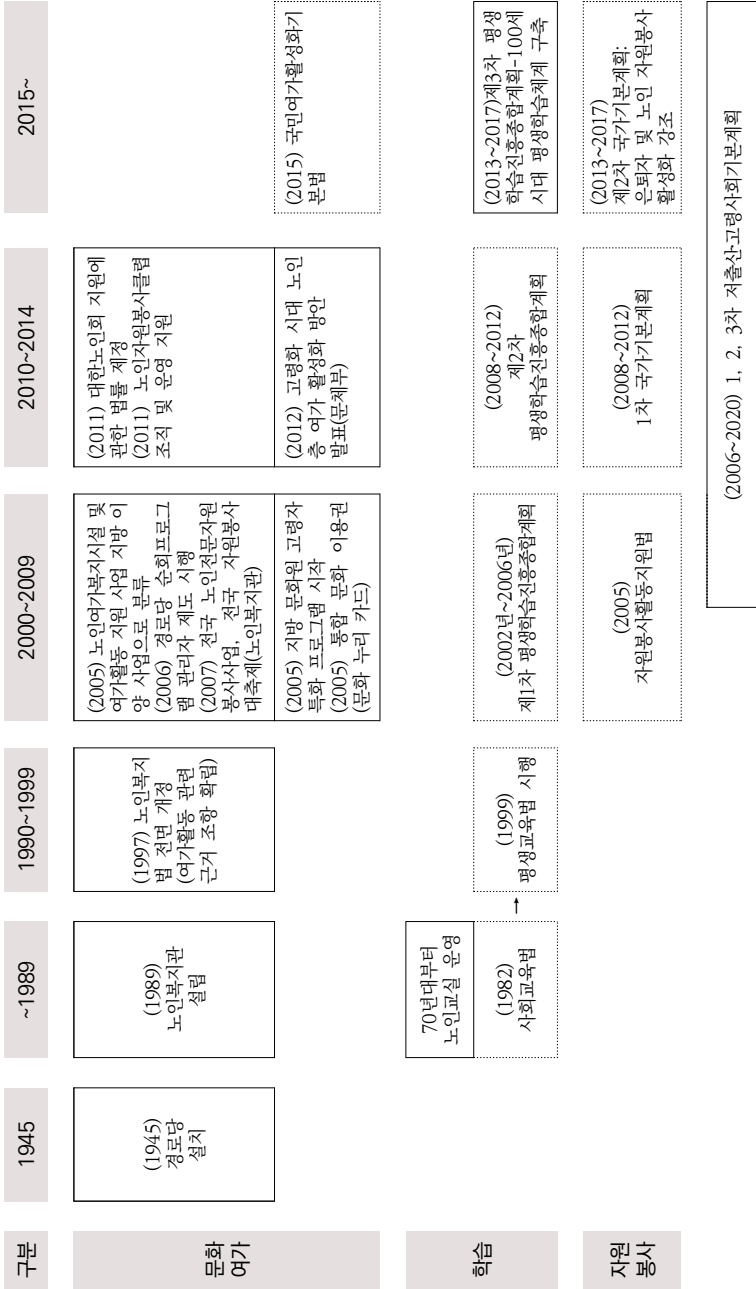 구분
1945
~1989
1990~1999
2000~2009
2010~2014
2015~
문화
여가
(1945)
경로당
설치
(1989)
노인복지관
설립
(1997) 노인복지
법 전면 개정
(여가활동 관련
근거 조항 확립)
(2005) 노인여가복지시설 및
여가활동 지원 사업 지방 이
양 사업으로 분류
(2006) 경로당 순회프로그
램 관리자 제도 시행
(2007) 전국 노인전문자원
봉사사업, 전국 자원봉사
대축제(노인복지관)
(2011) 대한노인회 지원에
관한 법률 제정
(2011) 노인자원봉사클럽
조직 및 운영 지원
(2005) 지방 문화원 고령자
특화 프로그램 시작
(2005) 통합 문화 이용권
(문화 누리 카드)
(2012) 고령화 시대 노인
층 여가 활성화 방안
발표(문체부)
(2015) 국민여가활성화기
본법
학습
70년대부터
노인교실 운영
(1982)
사회교육법
→
(1999)
평생교육법 시행
(2002년~2006년)
제1차 평생학습진흥종합계획
(2008~2012)
제2차
평생학습진흥종합계획
(2013~2017)제3차 평생
학습진흥종합계획-100세
시대 평생학습체계 구축
자원
봉사
(2005)
자원봉사활동지원법
(2008~2012)
1차 국가기본계획
(2013~2017)
제2차 국가기본계획:
은퇴자 및 노인 자원봉사
활성화 강조
(2006~2020) 1, 2, 3차 저출산·고령사회기본계획